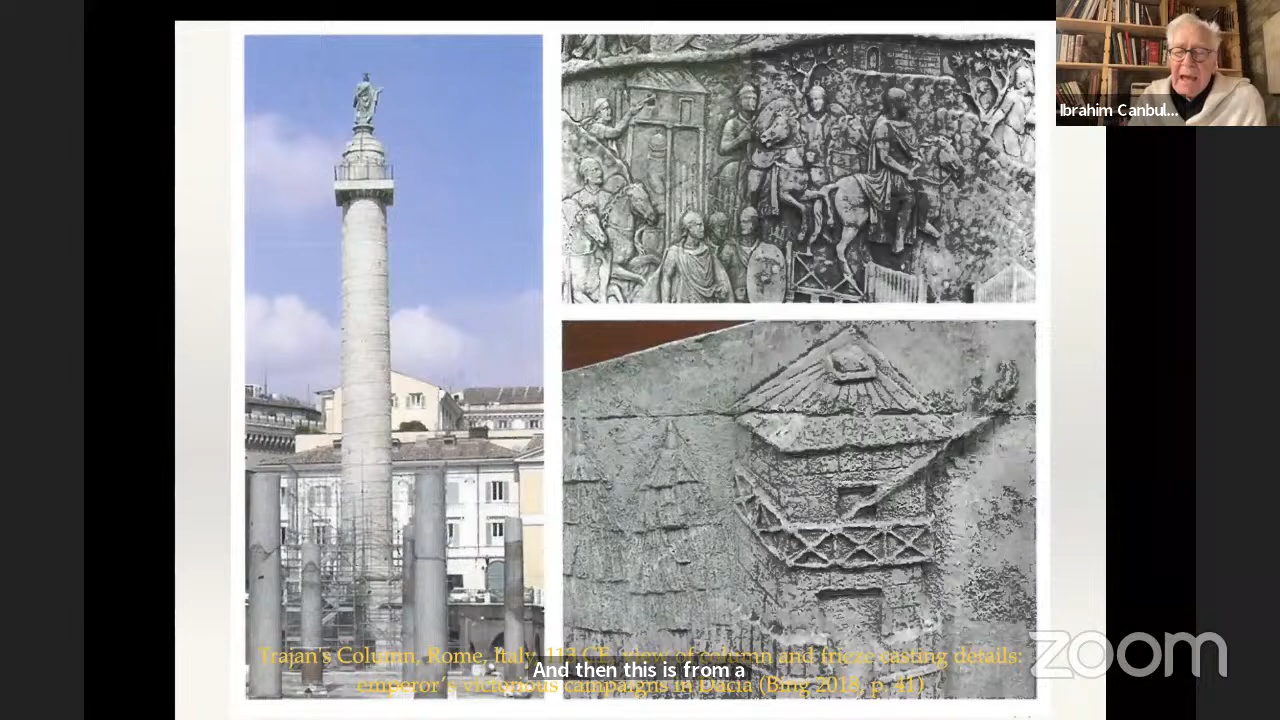 Ibrahim Canbul...
Trajan's Column, Rome, Italy, 113 CE, view of column and frieze casting details:
And then this is from a
emperor's victorious campaigns in Dacia (Bing 2018, p. 41)
zoom